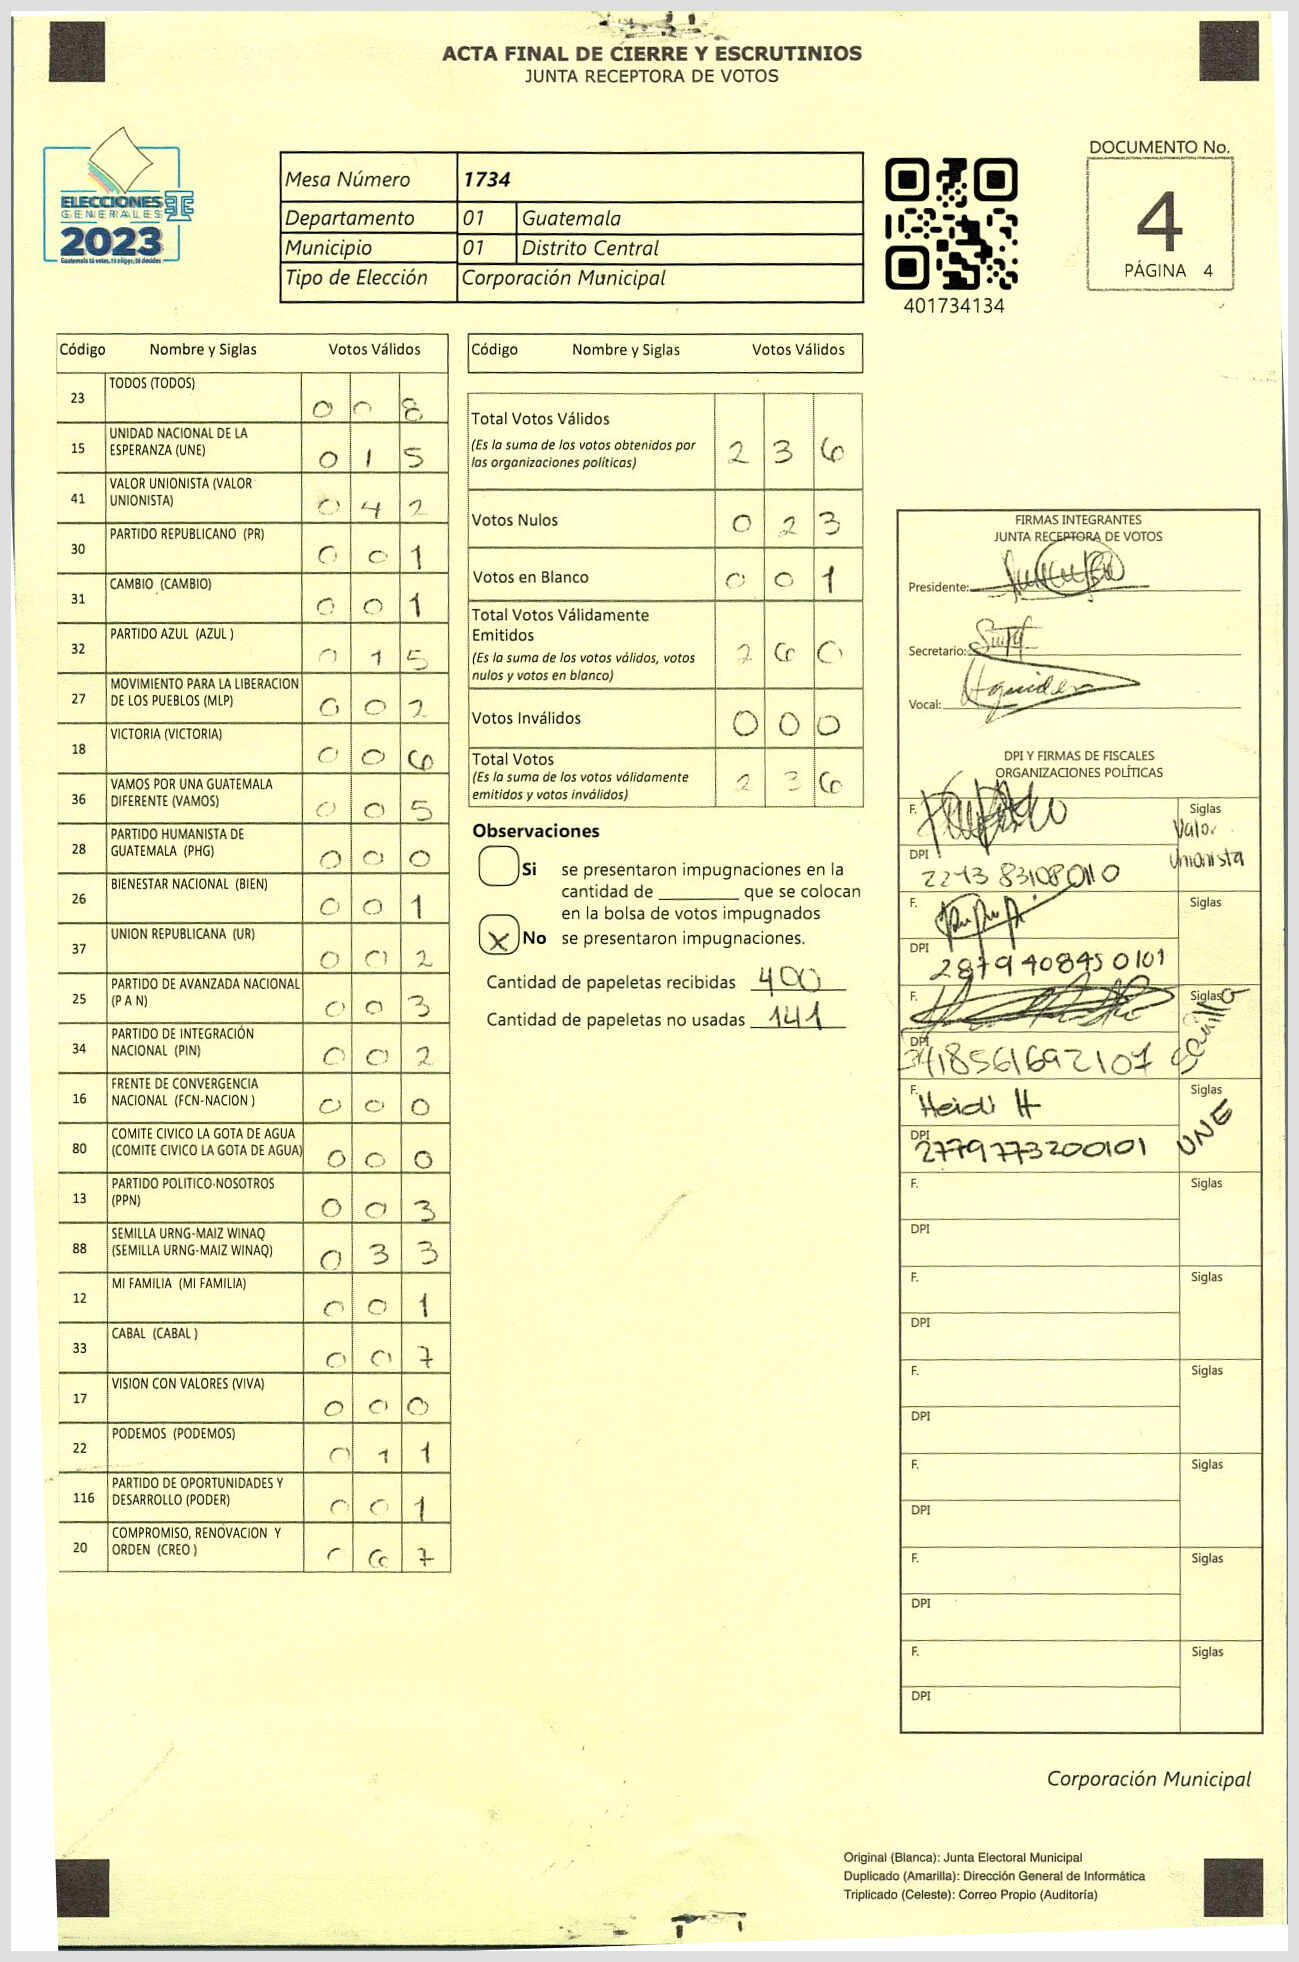 ACTA FINAL DE CIERRE Y ESCRUTINIOS
JUNTA RECEPTORA DE VOTOS
ELECCIONES
GENERALES
2023
Mesa Número 1734
Departamento 01 Guatemala
Municipio 01 Distrito Central
Tipo de Elección Corporación Municipal
401734134
DOCUMENTO No.
4
PÁGINA 4
Código Nombre y Siglas Votos Válidos
23 TODOS (TODOS) 0 0 8
15 UNIDAD NACIONAL DE LA
ESPERANZA (UNE) 0 1 5
41 VALOR UNIONISTA (VALOR
UNIONISTA) 0 4 2
30 PARTIDO REPUBLICANO (PR) 0 0 1
31 CAMBIO (CAMBIO) 0 0 1
32 PARTIDO AZUL (AZUL ) 0 1 5
27 MOVIMIENTO PARA LA LIBERACION
DE LOS PUEBLOS (MLP) 0 0 2
18 VICTORIA (VICTORIA) 0 0 6
36 VAMOS POR UNA GUATEMALA
DIFERENTE (VAMOS) 0 0 5
28 PARTIDO HUMANISTA DE
GUATEMALA (PHG) 0 0 0
26 BIENESTAR NACIONAL (BIEN) 0 0 1
37 UNION REPUBLICANA (UR) 0 0 2
25 PARTIDO DE AVANZADA NACIONAL
(P A N) 0 0 3
34 PARTIDO DE INTEGRACIÓN
NACIONAL (PIN) 0 0 2
16 FRENTE DE CONVERGENCIA
NACIONAL (FCN-NACION ) 0 0 0
80 COMITE CIVICO LA GOTA DE AGUA
(COMITE CIVICO LA GOTA DE AGUA) 0 0 0
13 PARTIDO POLITICO-NOSOTROS
(PPN) 0 0 3
88 SEMILLA URNG-MAIZ WINAQ
(SEMILLA URNG-MAIZ WINAQ) 0 3 3
12 MI FAMILIA (MI FAMILIA) 0 0 1
33 CABAL (CABAL ) 0 0 7
17 VISION CON VALORES (VIVA) 0 0 0
22 PODEMOS (PODEMOS) 0 1 1
116 PARTIDO DE OPORTUNIDADES Y
DESARROLLO (PODER) 0 0 1
20 COMPROMISO, RENOVACION Y
ORDEN (CREO ) 7
Código Nombre y Siglas Votos Válidos
Total Votos Válidos
(Es la suma de los votos obtenidos por
las organizaciones políticas) 2 3 6
Votos Nulos 0 2 3
Votos en Blanco 0 0 1
Total Votos Válidamente
Emitidos
(Es la suma de los votos válidos, votos
nulos y votos en blanco) 2 6 0
Votos Inválidos 0 0 0
Total Votos
(Es la suma de los votos válidamente
emitidos y votos inválidos) 2 3 6
Observaciones
Si se presentaron impugnaciones en la
cantidad de ________ que se colocan
en la bolsa de votos impugnados
X No se presentaron impugnaciones.
Cantidad de papeletas recibidas 400
Cantidad de papeletas no usadas 141
FIRMAS INTEGRANTES
JUNTA RECEPTORA DE VOTOS
Presidente:
Secretario:
Vocal:
DPI Y FIRMAS DE FISCALES
ORGANIZACIONES POLÍTICAS
F. Siglas
Valor
Unionista
DPI
F. Siglas
DPI 2879408450101
F. Siglas
Semilla
DPI
F. Heidi H Siglas
UNE
DPI 2779773200101
F. Siglas
DPI
F. Siglas
DPI
F. Siglas
DPI
F. Siglas
DPI
F. Siglas
DPI
F. Siglas
DPI
Corporación Municipal
Original (Blanca): Junta Electoral Municipal
Duplicado (Amarilla): Dirección General de Informática
Triplicado (Celeste): Correo Propio (Auditoría)